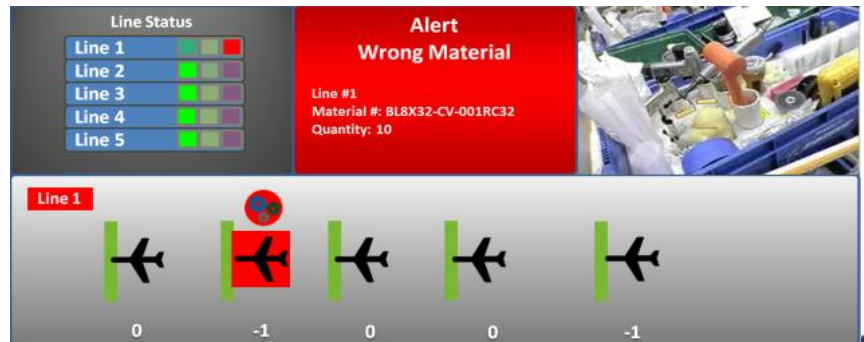 Line Status
Line 1
Line 2
Line 3
Line 4
Line 5
Alert
Wrong Material
Line #1
Material #: BL8X32-CV-001RC32
Quantity: 10
Line 1
0
-1
0
0
-1